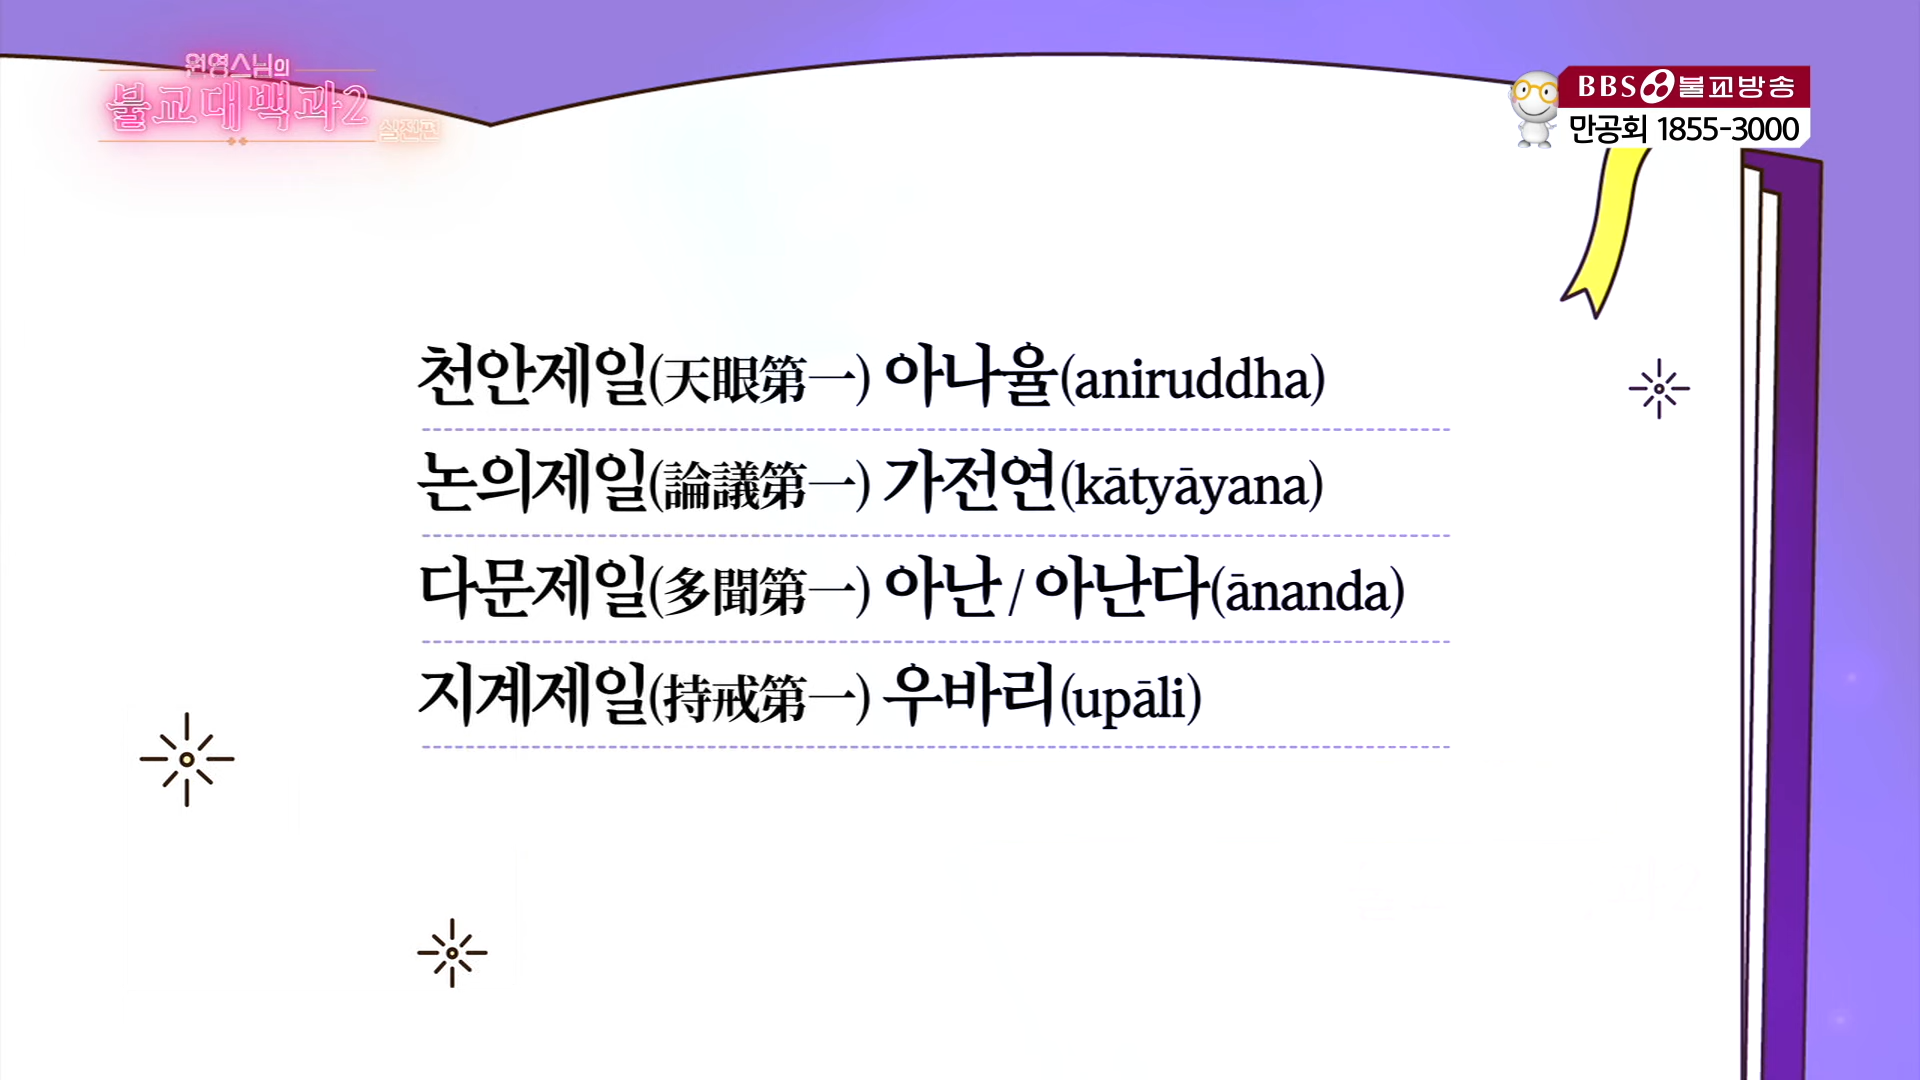 원영스님의
불교대백과2
실전편
BBS 불교방송
만공회 1855-3000
천안제일(天眼第一) 아나율(aniruddha)
논의제일(論議第一) 가전연(kātyāyana)
다문제일(多聞第一) 아난 / 아난다(ānanda)
지계제일(持戒第一) 우바리(upāli)